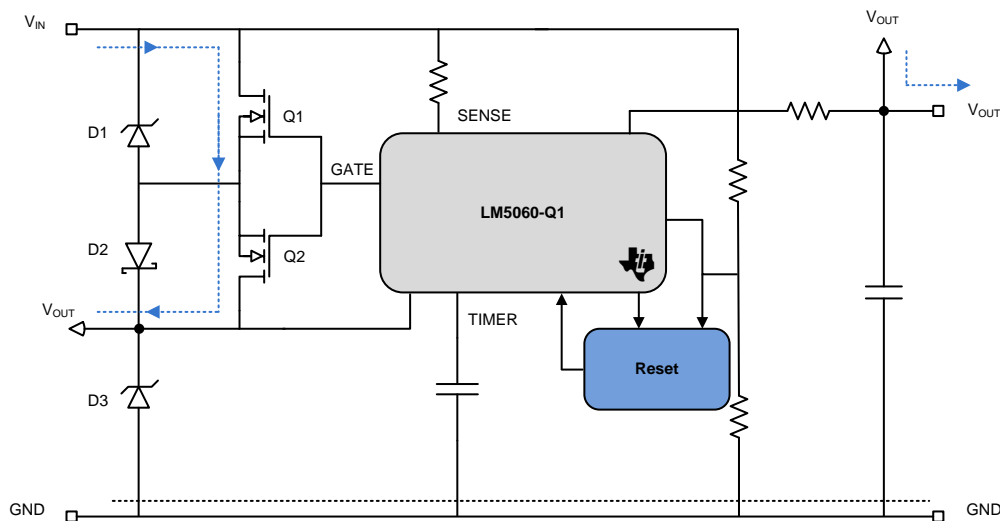 VIN
VOUT
D1
Q1
SENSE
VOUT
GATE
LM5060-Q1
D2
Q2
VOUT
TIMER
Reset
D3
GND
GND